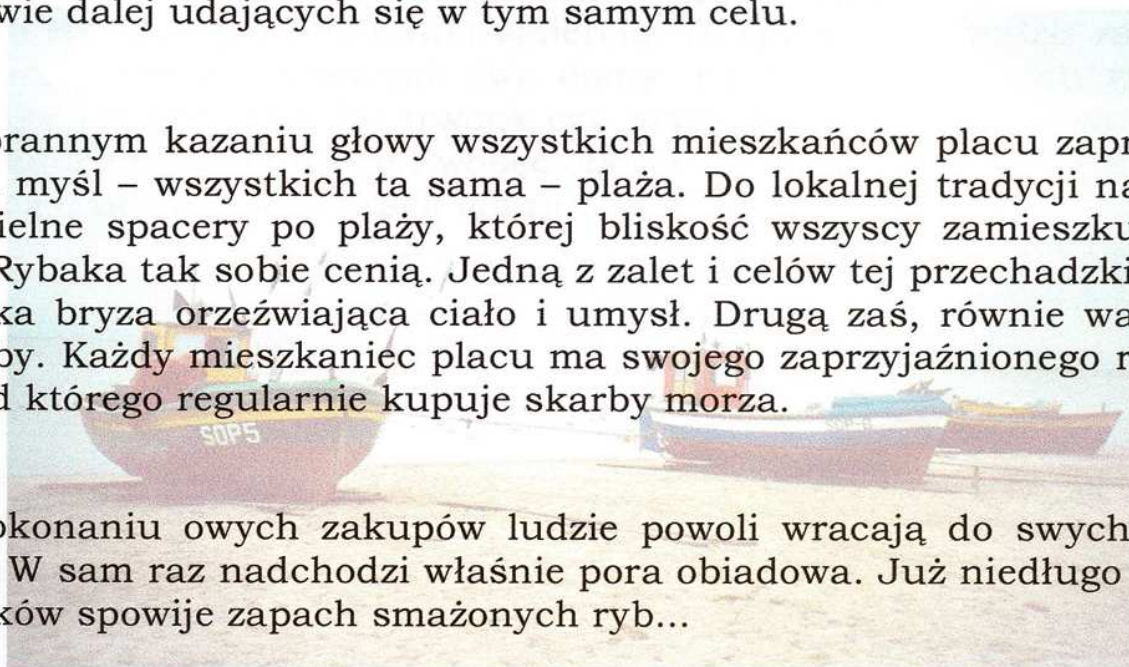 wie dalej udających się w tym samym celu.
orannym kazaniu głowy wszystkich mieszkańców placu zapr
myśl – wszystkich ta sama – plaża. Do lokalnej tradycji na
ielne spacery po plaży, której bliskość wszyscy zamieszku
Rybaka tak sobie cenią. Jedną z zalet i celów tej przechadzki
ka bryza orzeźwiająca ciało i umysł. Drugą zaś, równie wa
by. Każdy mieszkaniec placu ma swojego zaprzyjaźnionego r
d którego regularnie kupuje skarby morza.
SOP5
okonaniu owych zakupów ludzie powoli wracają do swych
W sam raz nadchodzi właśnie pora obiadowa. Już niedługo
ków spowije zapach smażonych ryb...